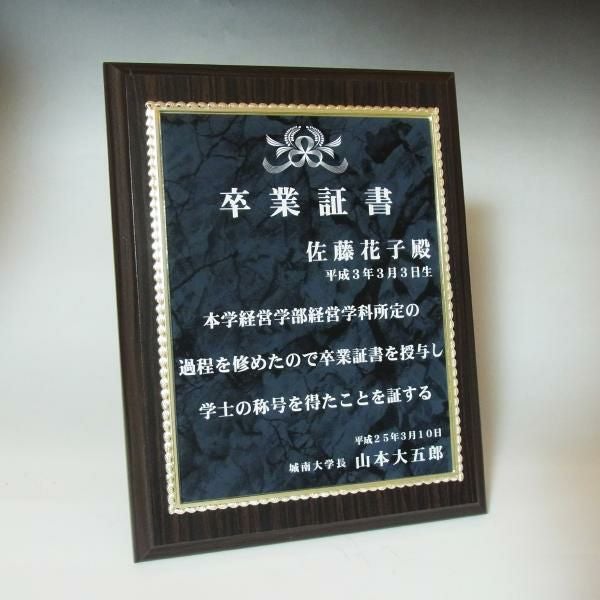 卒業証書
佐藤花子殿
平成3年3月3日生
本学経営学部経営学科所定の
過程を修めたので卒業証書を授与し
学士の称号を得たことを証する
平成25年3月10日
城南大学長 山本大五郎